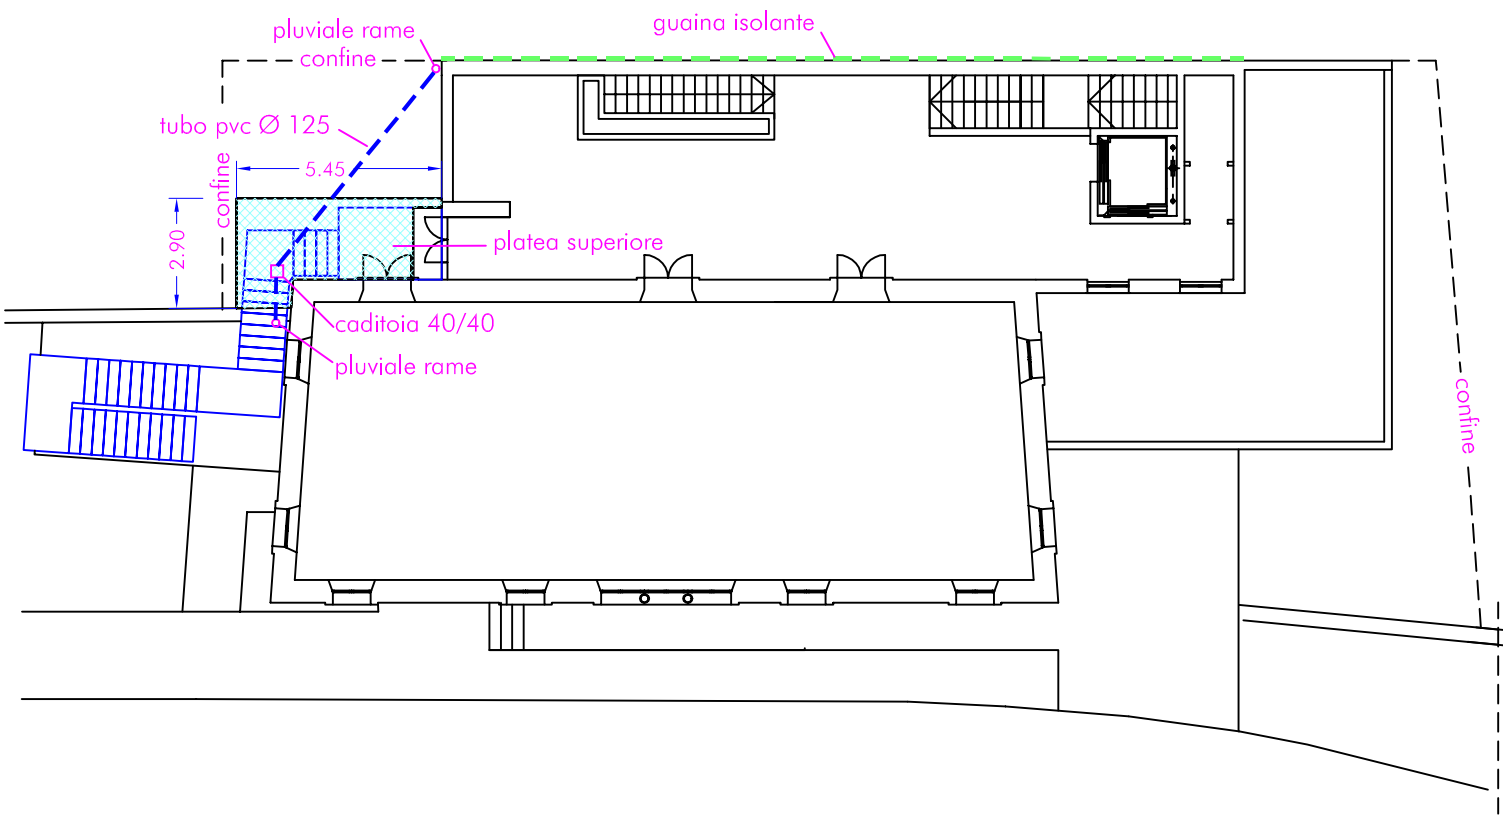 pluviale rame
confine
guaina isolante
tubo pvc Ø 125
confine
5.45
2.90
platea superiore
caditoia 40/40
pluviale rame
confine